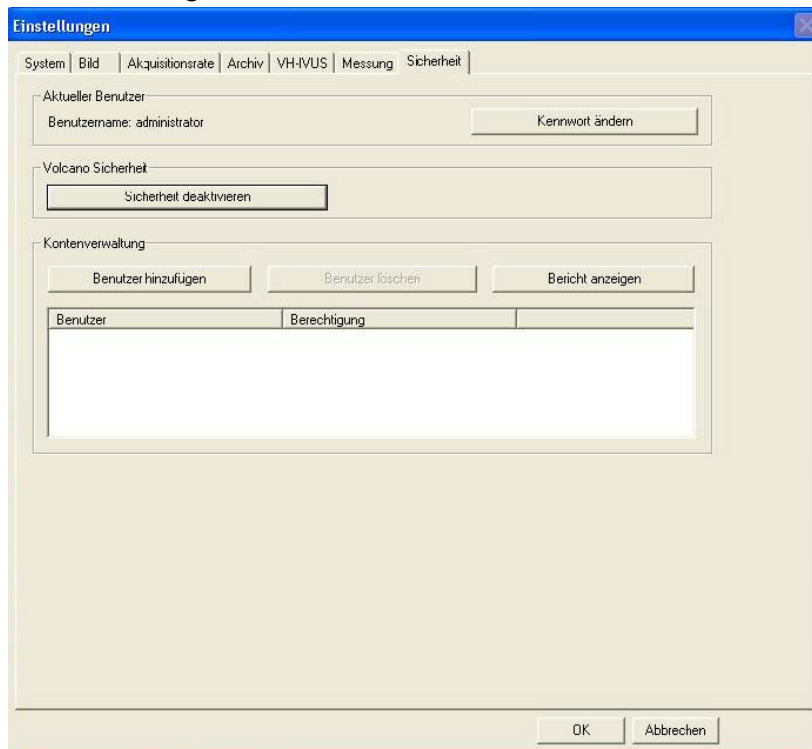 Einstellungen
System Bild Akquisitionsrate Archiv VH-IVUS Messung Sicherheit
Aktueller Benutzer
Benutzername: administrator Kennwort ändern
Volcano Sicherheit
Sicherheit deaktivieren
Kontenverwaltung
Benutzer hinzufügen Benutzer löschen Bericht anzeigen
Benutzer Berechtigung
OK Abbrechen